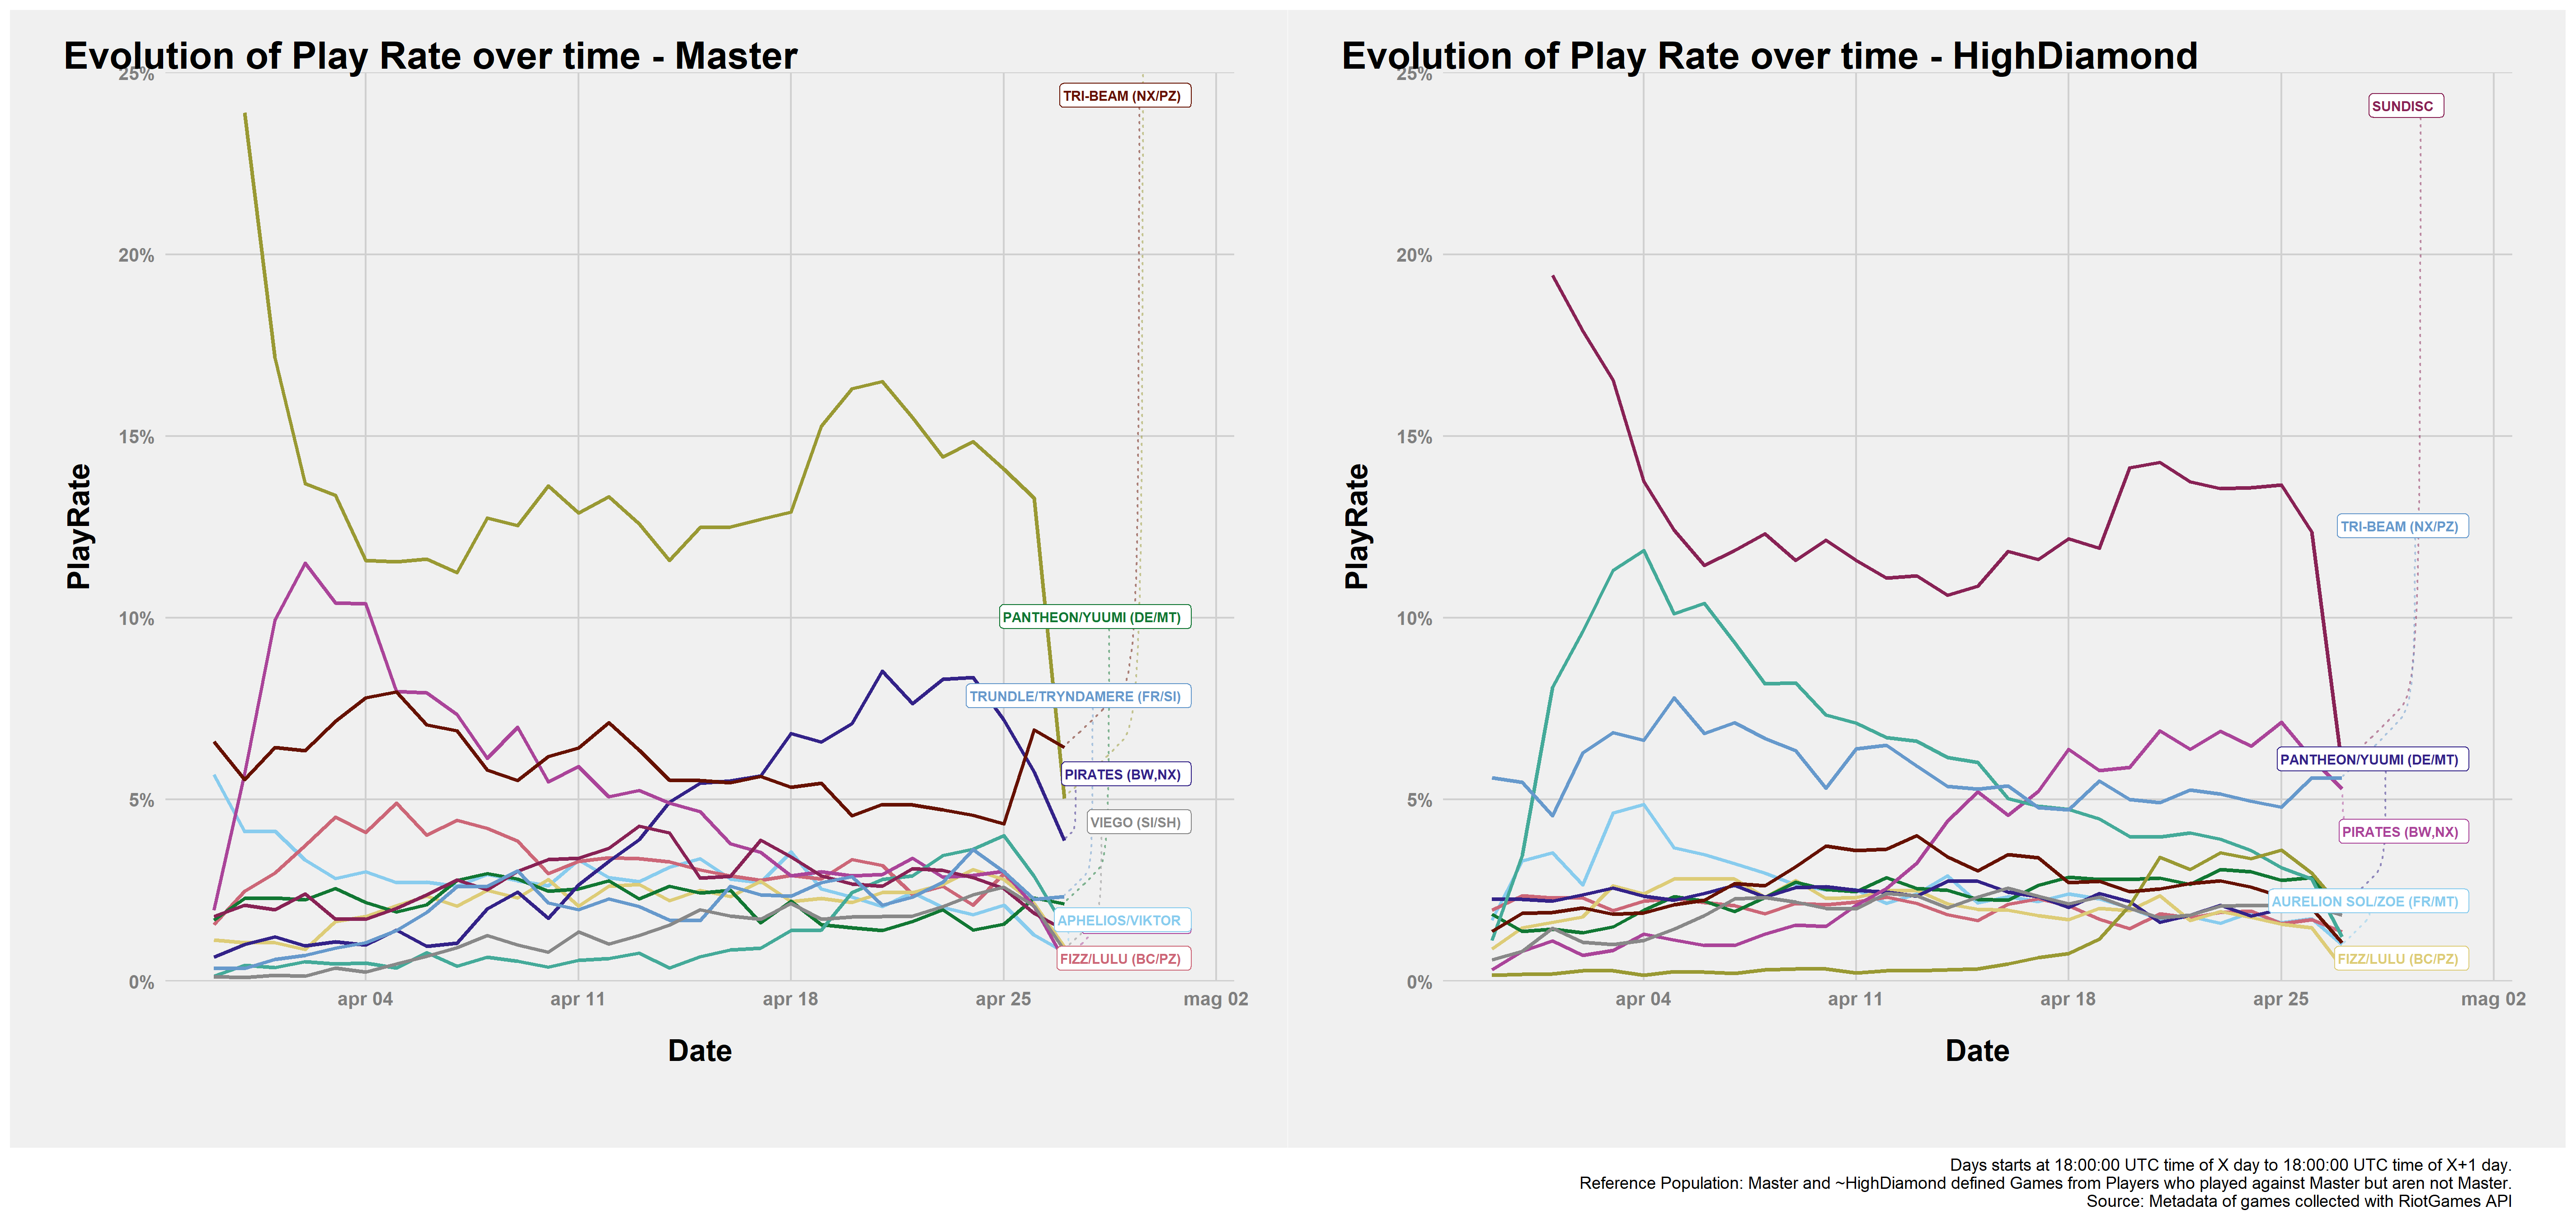 Evolution of Play Rate over time - Master
25%
20%
15%
10%
5%
0%
PlayRate
TRI-BEAM (NX/PZ)
PANTHEON/YUUMI (DE/MT)
TRUNDLE/TRYNDAMERE (FR/SI)
PIRATES (BW,NX)
VIEGO (SI/SH)
APHELIOS/VIKTOR
FIZZ/LULU (BC/PZ)
apr 04
apr 11
apr 18
apr 25
mag 02
Date
Evolution of Play Rate over time - HighDiamond
25%
20%
15%
10%
5%
0%
PlayRate
SUNDISC
TRI-BEAM (NX/PZ)
PANTHEON/YUUMI (DE/MT)
PIRATES (BW,NX)
AURELION SOL/ZOE (FR/MT)
FIZZ/LULU (BC/PZ)
apr 04
apr 11
apr 18
apr 25
mag 02
Date
Days starts at 18:00:00 UTC time of X day to 18:00:00 UTC time of X+1 day.
Reference Population: Master and ~HighDiamond defined Games from Players who played against Master but aren not Master.
Source: Metadata of games collected with RiotGames API